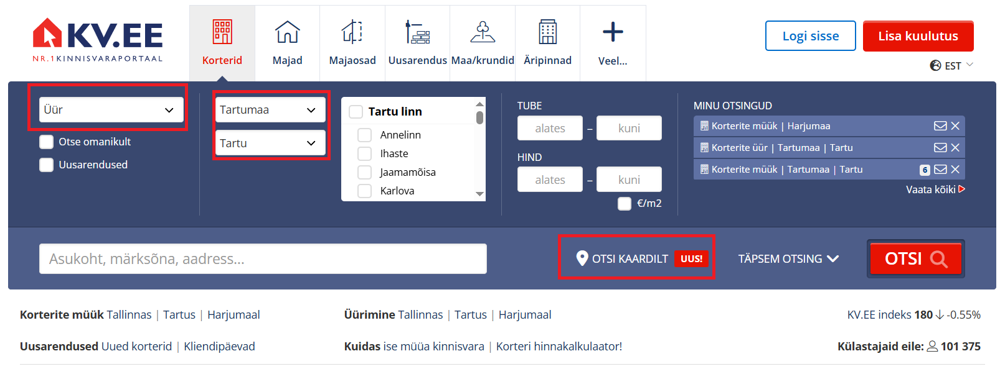 KV.EE
NR.1 KINNISVARAPORTAAL
Korterid
Majad
Majaosad
Uusarendus
Maa/krundid
Äripinnad
Veel...
Logi sisse
Lisa kuulutus
EST
Üür
Otse omanikult
Uusarendused
Tartumaa
Tartu
Tartu linn
Annelinn
Ihaste
Jaamamõisa
Karlova
TUBE
alates – kuni
HIND
alates – kuni
€/m2
MINU OTSINGUD
Korterite müük | Harjumaa
Korterite üür | Tartumaa | Tartu
Korterite müük | Tartumaa | Tartu 6
Vaata kõiki
Asukoht, märksõna, aadress...
OTSI KAARDILT UUS!
TÄPSEM OTSING
OTSI
Korterite müük Tallinnas | Tartus | Harjumaal
Üürimine Tallinnas | Tartus | Harjumaal
KV.EE indeks 180 ↓ -0.55%
Uusarendused Uued korterid | Kliendipäevad
Kuidas ise müüa kinnisvara | Korteri hinnakalkulaator!
Külastajaid eile: 101 375